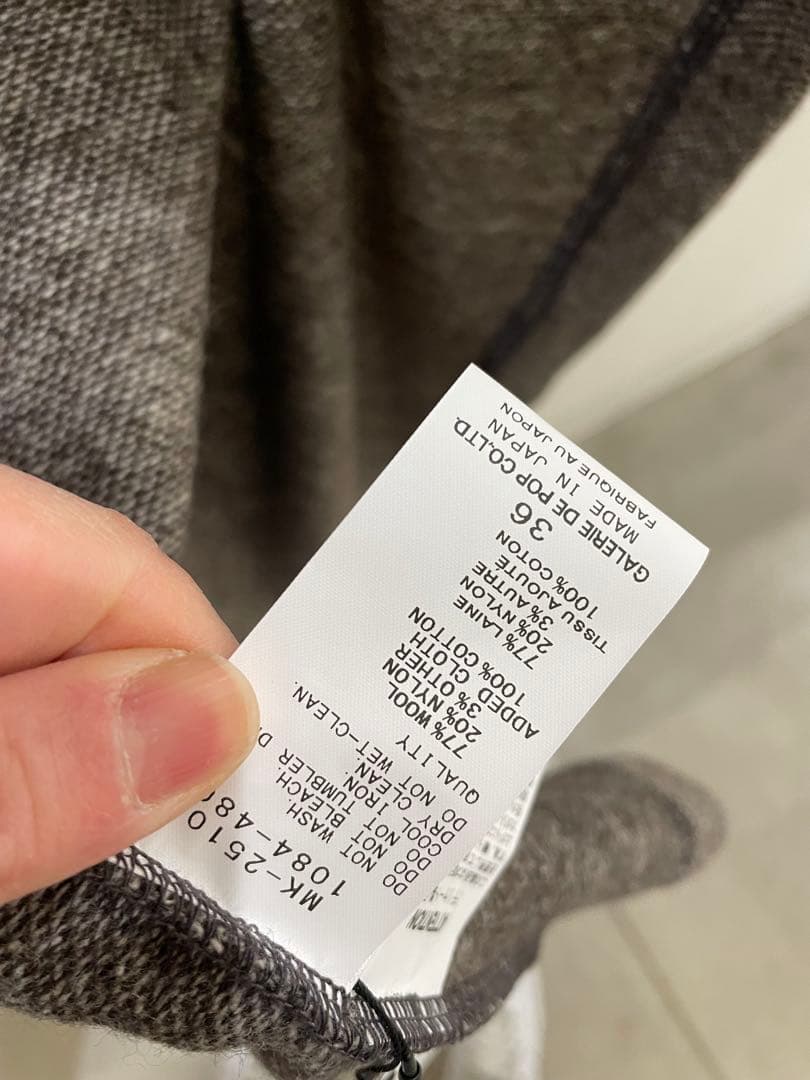 MK-2510
1084-48
DO NOT WASH.
DO NOT BLEACH.
DO NOT TUMBLER
COOL IRON.
DRY CLEAN.
DO NOT WET-CLEAN.
QUALITY
77% WOOL
20% NYLON
3% OTHER
ADDED CLOTH
100% COTTON
77% LAINE
20% NYLON
3% AUTRE
TISSU AJOUTE
100% COTON
36
GALERIE DE POP CO.,LTD.
MADE IN JAPAN
FABRIQUE AU JAPON
ATTENTION